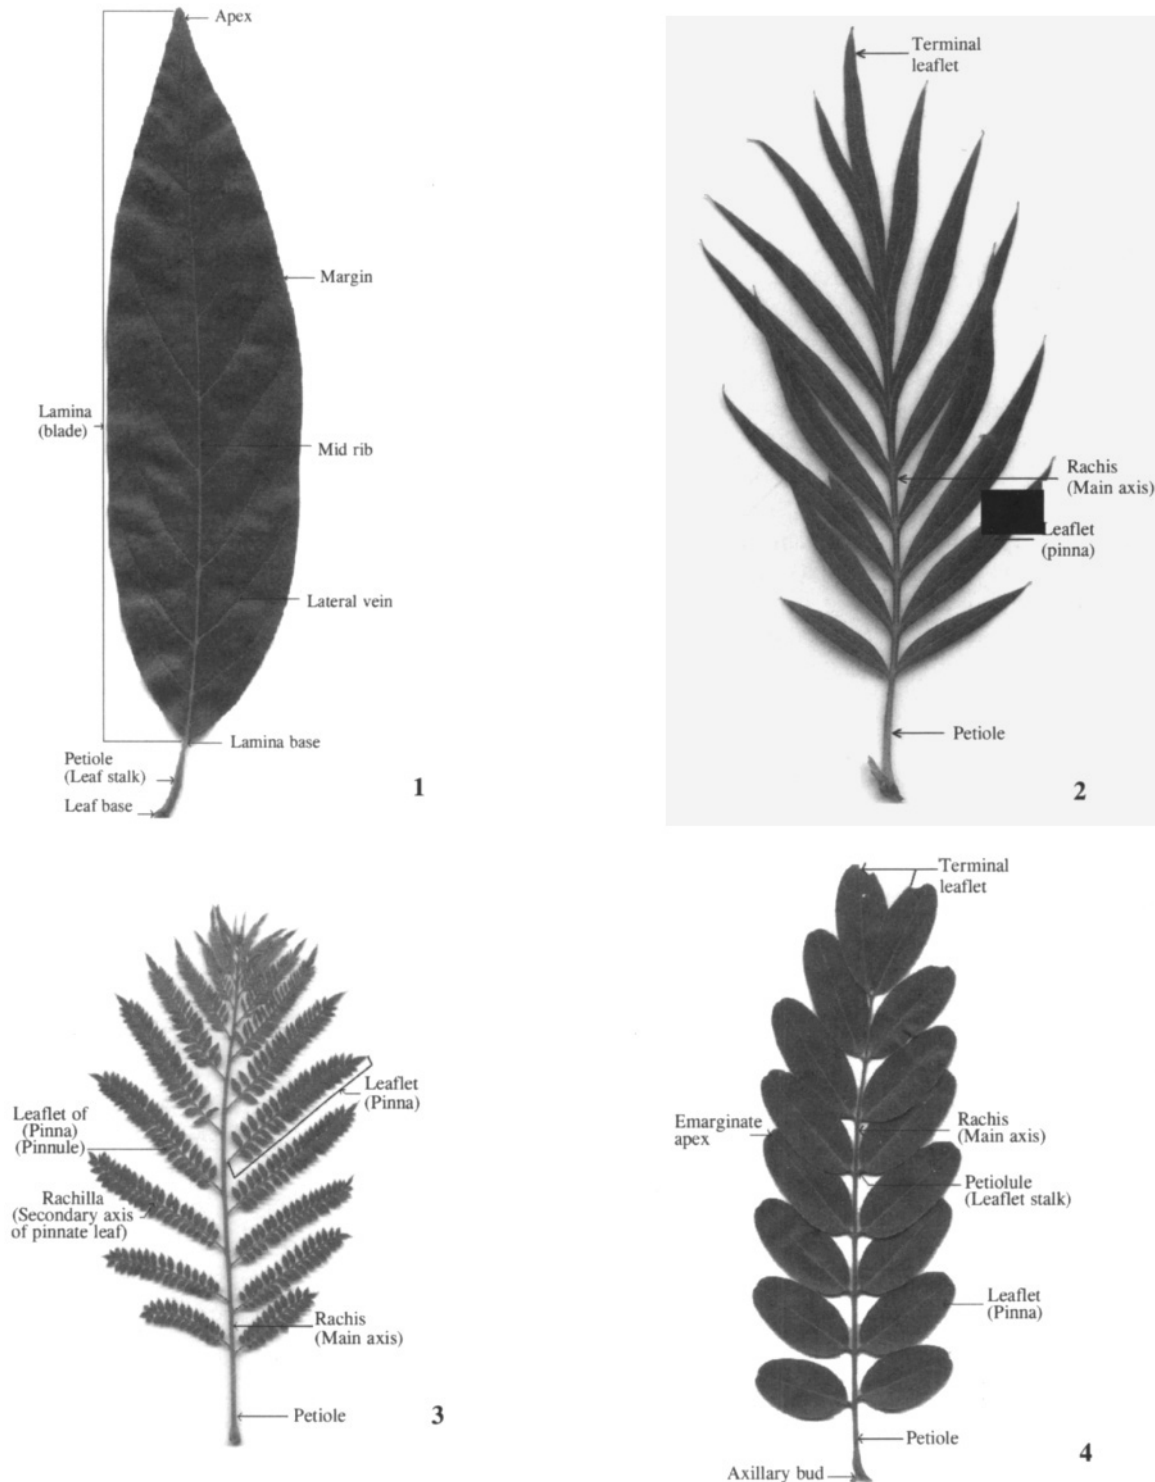 Apex
Margin
Lamina
(blade)
Mid rib
Lateral vein
Lamina base
Petiole
(Leaf stalk)
Leaf base
1
Terminal
leaflet
Rachis
(Main axis)
Leaflet
(pinna)
Petiole
2
Leaflet
(Pinna)
Leaflet of
(Pinna)
(Pinnule)
Rachilla
(Secondary axis
of pinnate leaf)
Rachis
(Main axis)
Petiole
3
Terminal
leaflet
Emarginate
apex
Rachis
(Main axis)
Petiolule
(Leaflet stalk)
Leaflet
(Pinna)
Petiole
Axillary bud
4